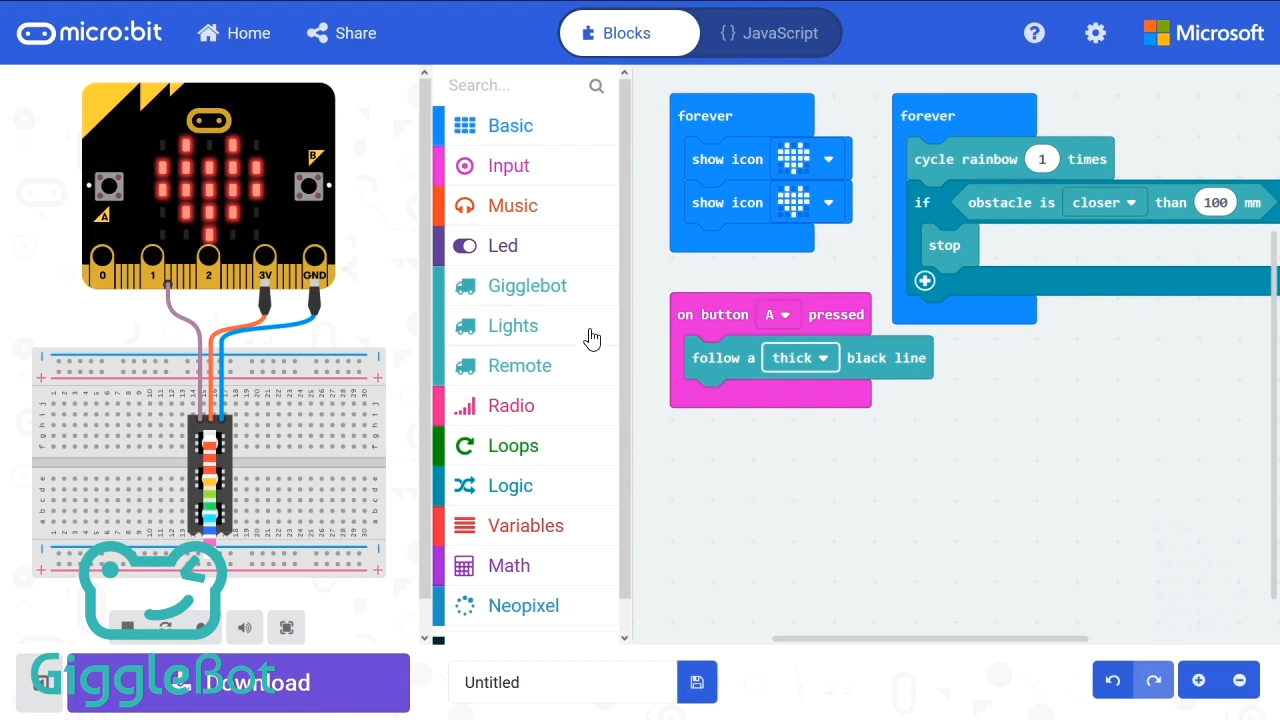 micro:bit
Home
Share
Blocks
{} JavaScript
?
Microsoft
Search...
Basic
Input
Music
Led
Gigglebot
Lights
Remote
Radio
Loops
Logic
Variables
Math
Neopixel
B
A
0 1 2 3V GND
forever
show icon
show icon
forever
cycle rainbow 1 times
if obstacle is closer than 100 mm
stop
on button A pressed
follow a thick black line
GiggleBot
Download
Untitled